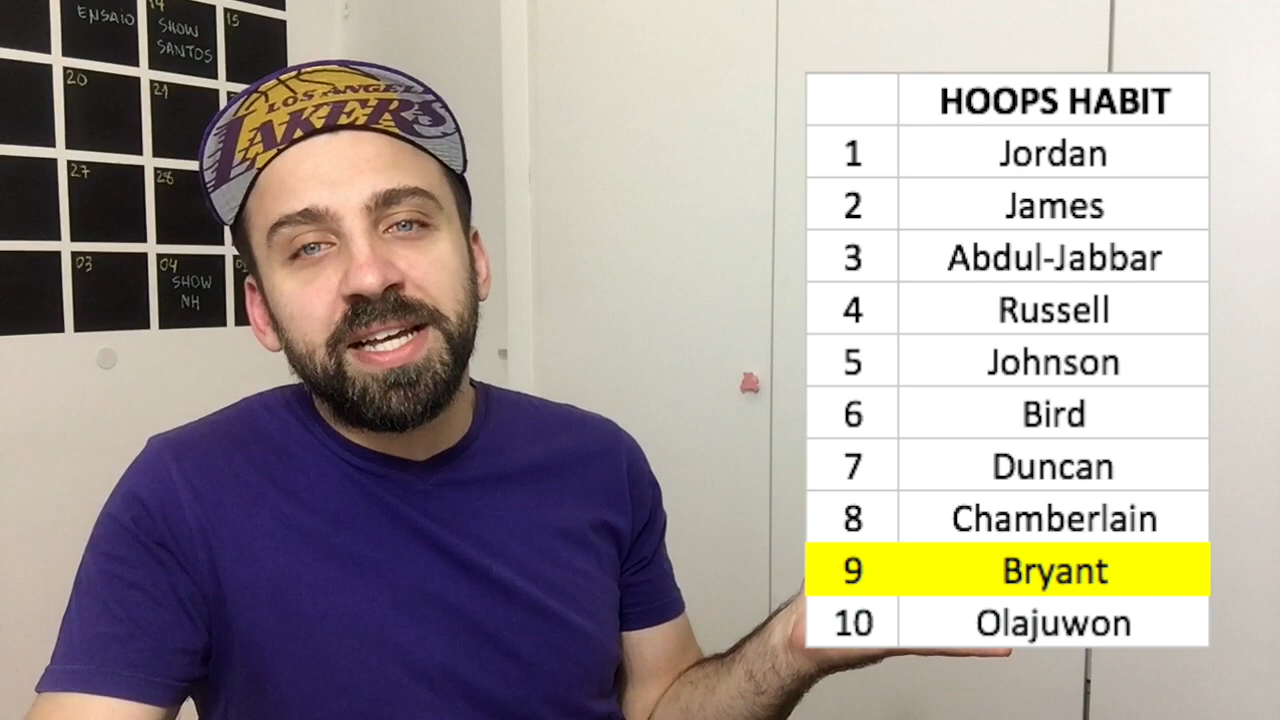 ENSAIO
14
SHOW
SANTOS
15
20
21
27
28
03
04
SHOW
NH
LOS ANGELES
LAKERS
HOOPS HABIT
1 Jordan
2 James
3 Abdul-Jabbar
4 Russell
5 Johnson
6 Bird
7 Duncan
8 Chamberlain
9 Bryant
10 Olajuwon